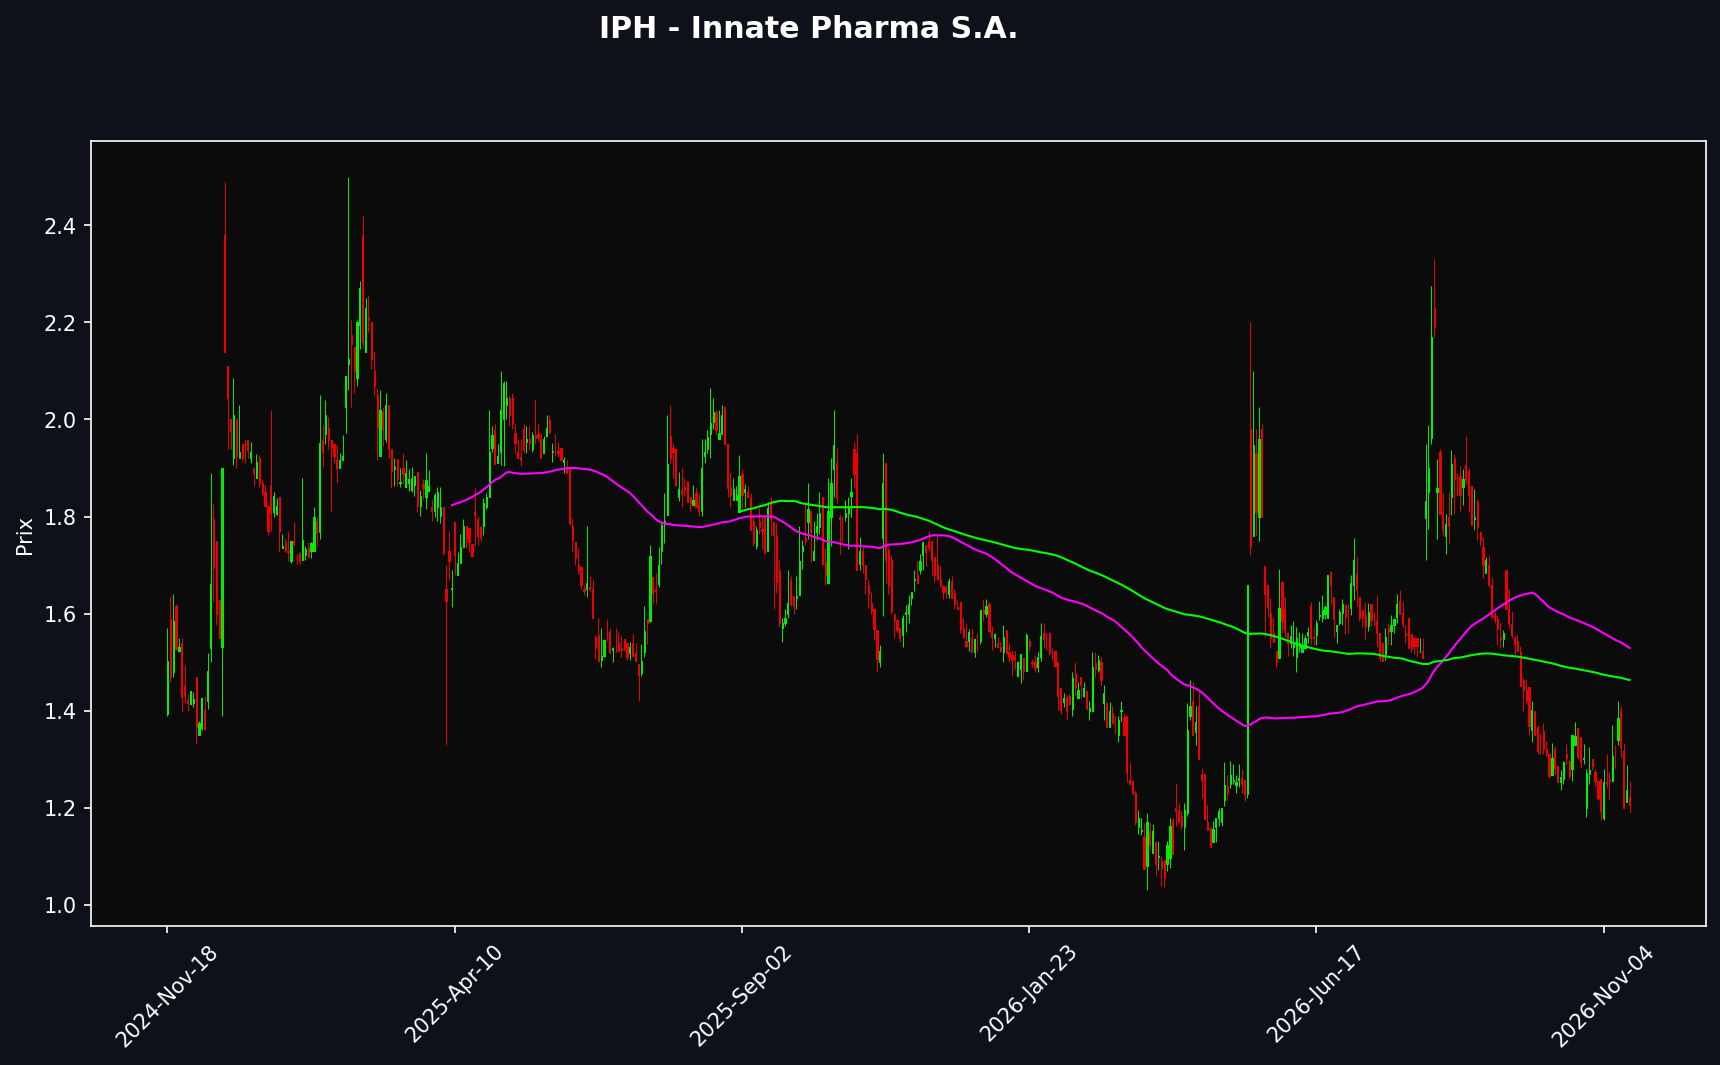 IPH - Innate Pharma S.A.
Prix
2.4
2.2
2.0
1.8
1.6
1.4
1.2
1.0
2024-Nov-18
2025-Apr-10
2025-Sep-02
2026-Jan-23
2026-Jun-17
2026-Nov-04